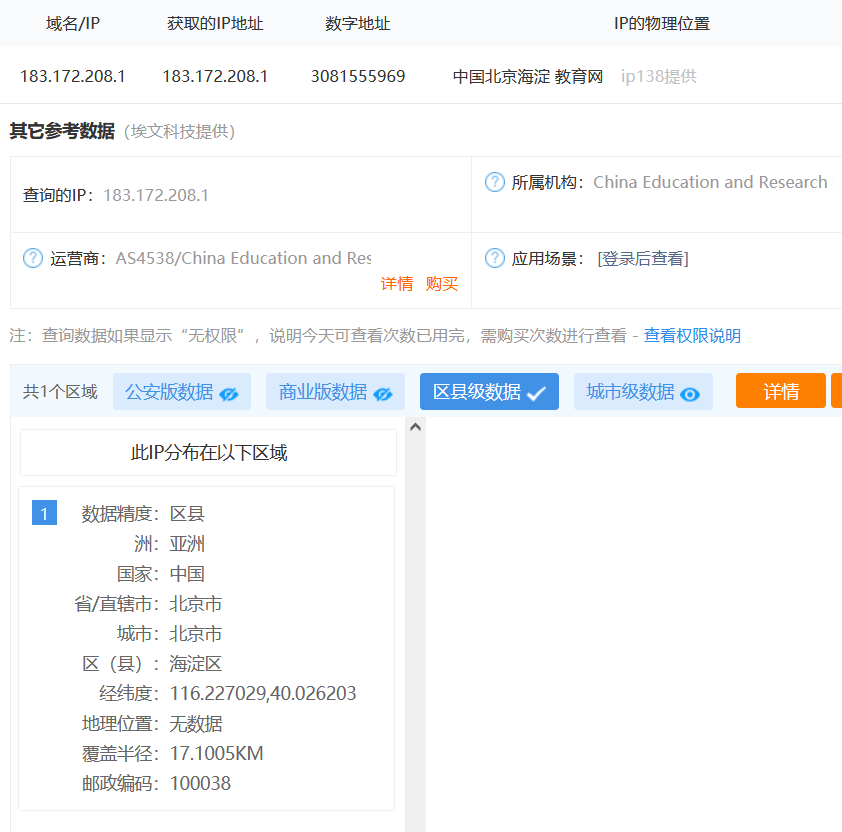 域名/IP 获取的IP地址 数字地址 IP的物理位置
183.172.208.1 183.172.208.1 3081555969 中国北京海淀 教育网 ip138提供
其它参考数据 (埃文科技提供)
查询的IP: 183.172.208.1 ? 所属机构: China Education and Research
? 运营商: AS4538/China Education and Res ? 应用场景: [登录后查看]
详情 购买
注: 查询数据如果显示“无权限”, 说明今天可查看次数已用完, 需购买次数进行查看 - 查看权限说明
共1个区域 公安版数据 商业版数据 区县级数据 城市级数据 详情
此IP分布在以下区域
1 数据精度: 区县
洲: 亚洲
国家: 中国
省/直辖市: 北京市
城市: 北京市
区(县): 海淀区
经纬度: 116.227029,40.026203
地理位置: 无数据
覆盖半径: 17.1005KM
邮政编码: 100038